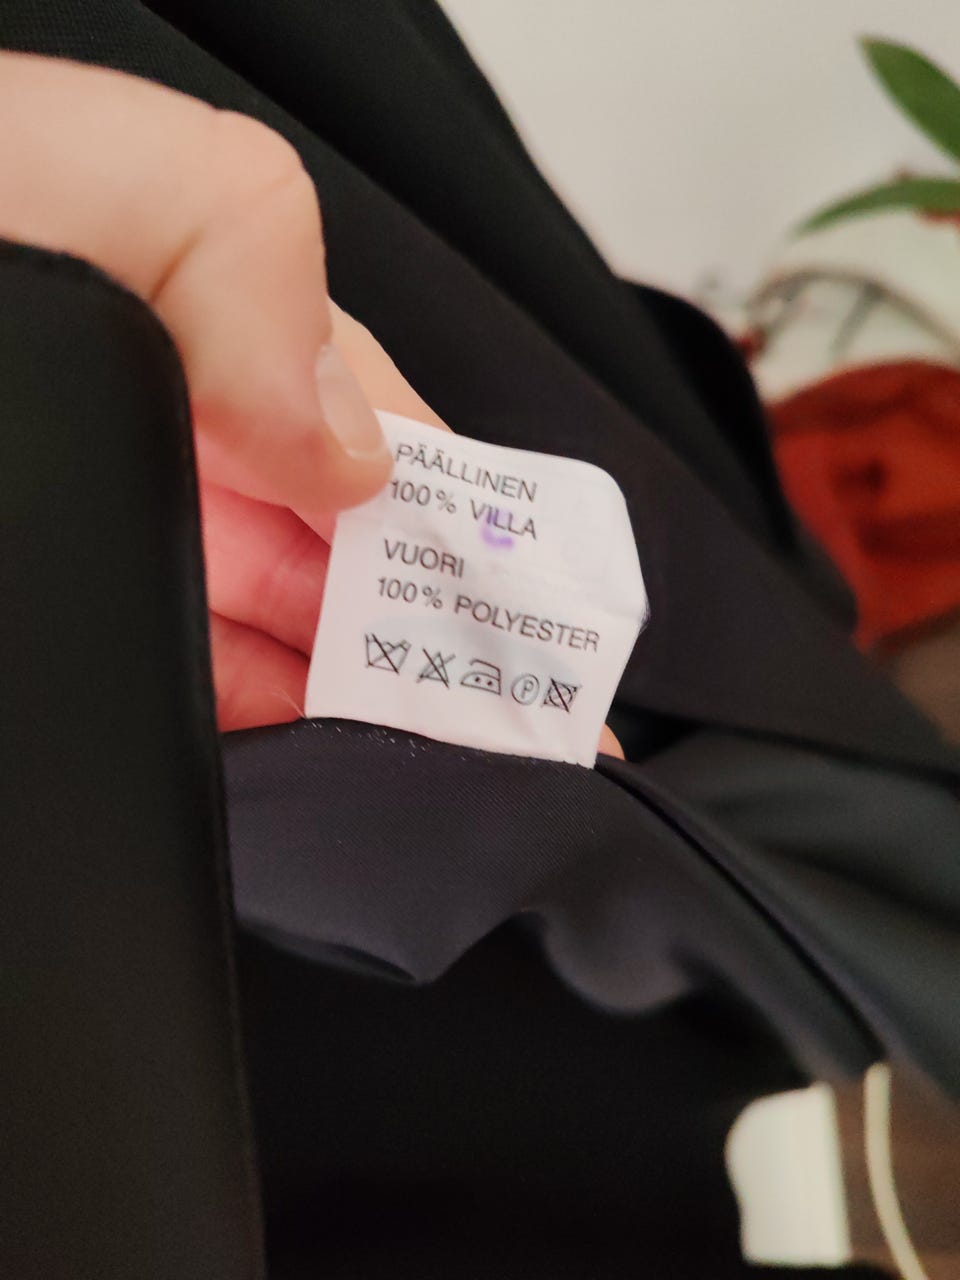 PÄÄLLINEN
100% VILLA
VUORI
100% POLYESTER
P